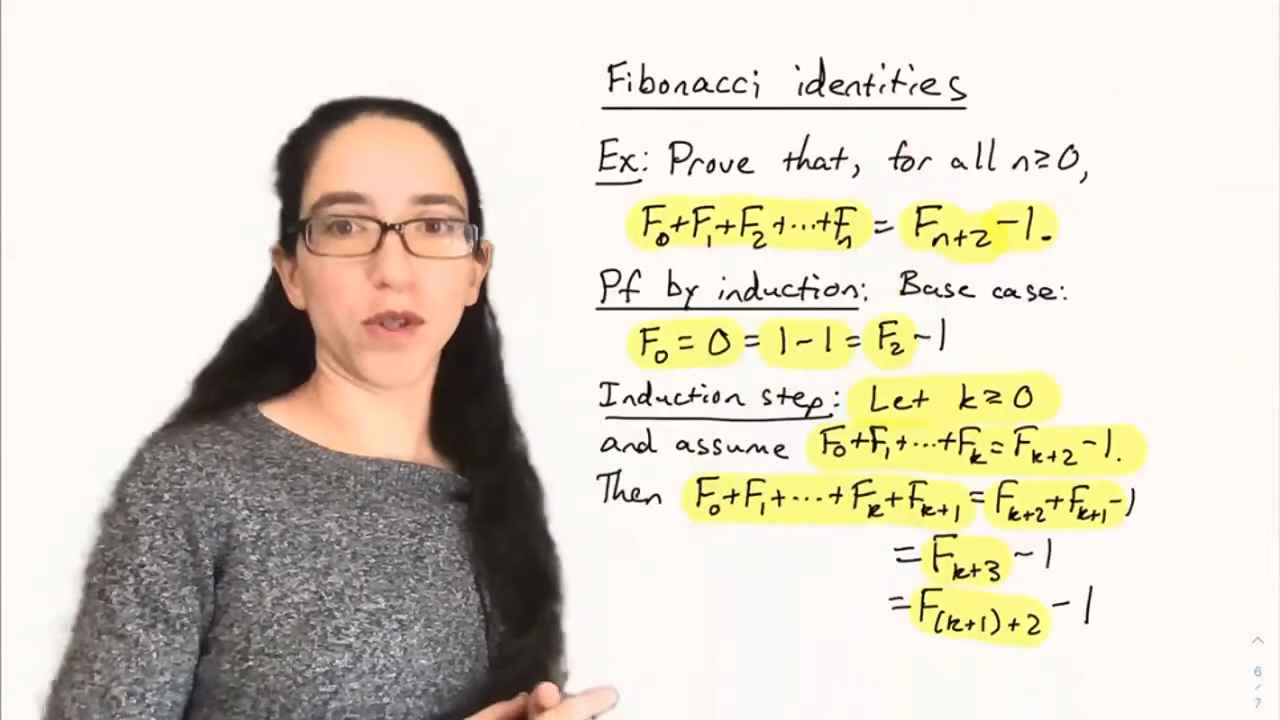 Fibonacci identities
Ex: Prove that, for all n≥0,
F₀+F₁+F₂+...+Fₙ = Fₙ₊₂-1.
Pf by induction: Base case:
F₀ = 0 = 1-1 = F₂-1
Induction step: Let k≥0
and assume F₀+F₁+...+Fₖ=Fₖ₊₂-1.
Then F₀+F₁+...+Fₖ+Fₖ₊₁=Fₖ₊₂+Fₖ₊₁-1
=Fₖ₊₃-1
=F₍ₖ₊₁₎₊₂-1
6
/
7